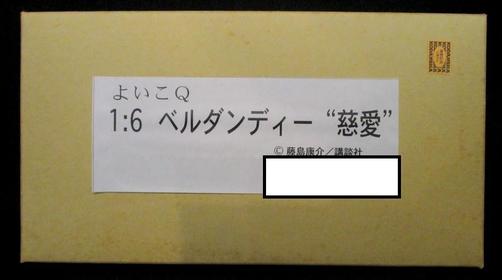 よいこQ
1:6 ベルダンディー “慈愛”
© 藤島康介／講談社